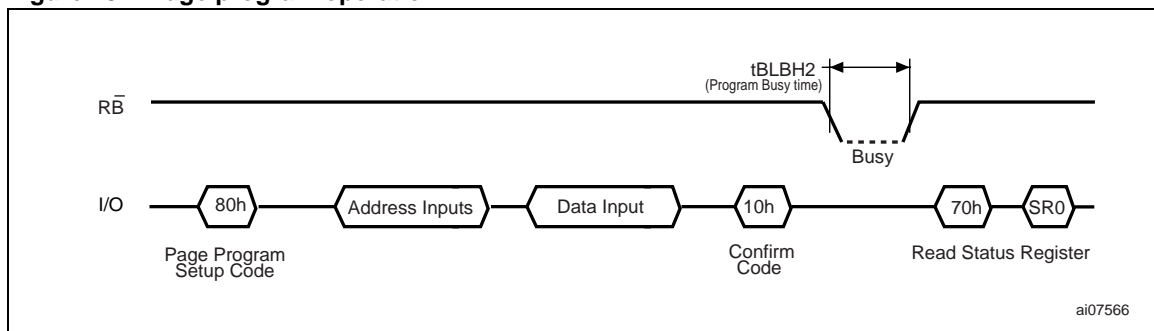 tBLBH2
(Program Busy time)
RB̅
Busy
I/O
80h
Address Inputs
Data Input
10h
70h
SR0
Page Program
Setup Code
Confirm
Code
Read Status Register
ai07566